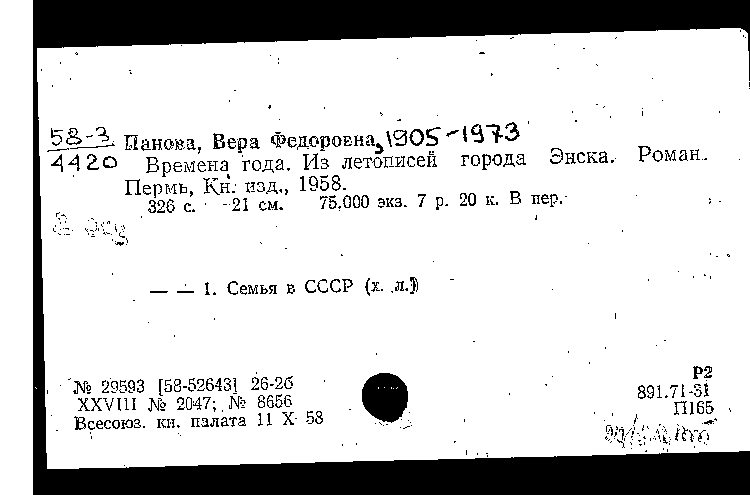 58-3
4420
Панова, Вера Федоровна, 1905-1973
Времена года. Из летописей города Энска. Роман.
Пермь, Кн. изд., 1958.
326 с. 21 см. 75.000 экз. 7 р. 20 к. В пер.
— — 1. Семья в СССР (х. л.)
№ 29593 [58-52643] 26-26
XXVIII № 2047; № 8656
Всесоюз. кн. палата 11 X 58
Р2
891.71-31
П165